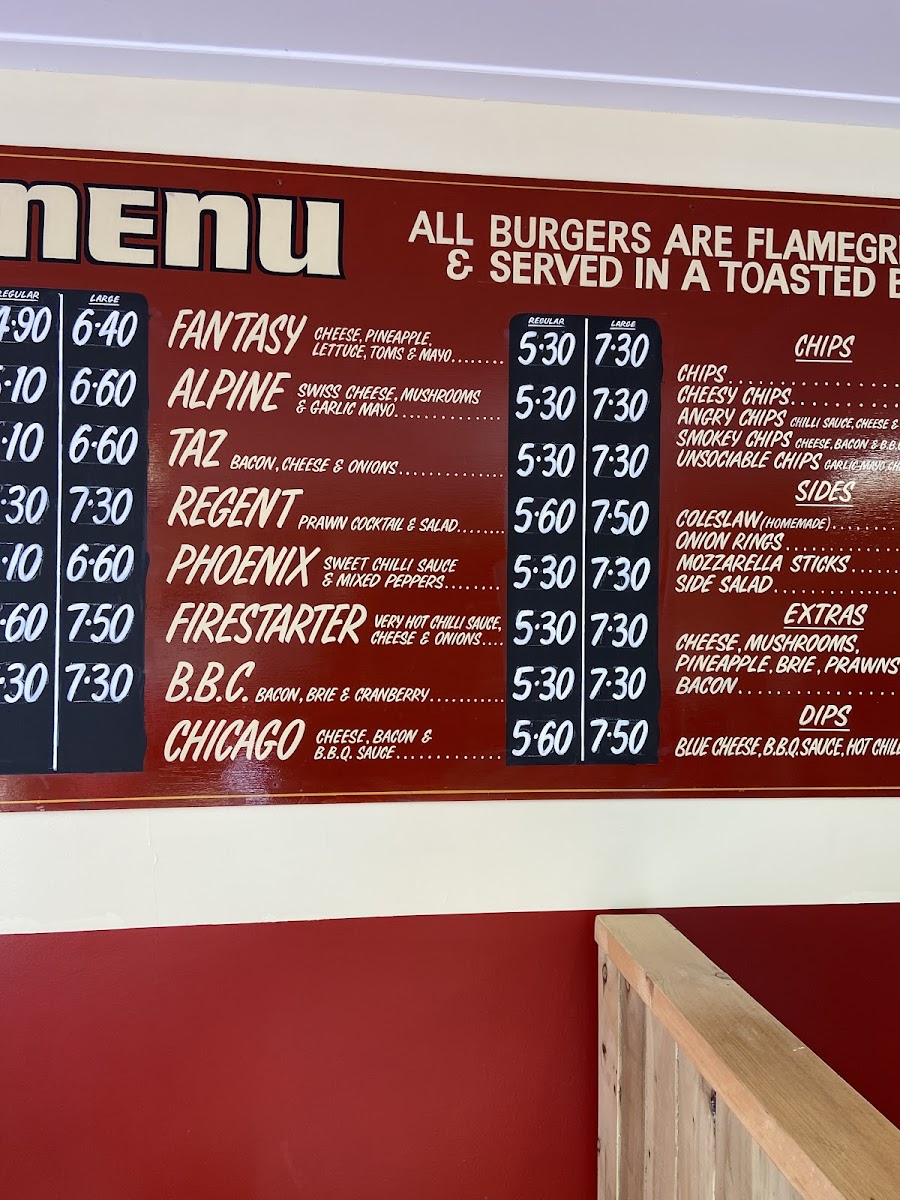 MENU
ALL BURGERS ARE
& SERVED IN A TOASTED
REGULAR LARGE
4.90 6.40
6.60
6.60
7.30
6.60
7.50
7.30
REGULAR LARGE
FANTASY CHEESE, PINEAPPLE,
LETTUCE, TOMS & MAYO........ 5.30 7.30
ALPINE SWISS CHEESE, MUSHROOMS
& GARLIC MAYO.............. 5.30 7.30
TAZ BACON, CHEESE & ONIONS.............. 5.30 7.30
REGENT PRAWN COCKTAIL & SALAD....... 5.60 7.50
PHOENIX SWEET CHILLI SAUCE
& MIXED PEPPERS....... 5.30 7.30
FIRESTARTER VERY HOT CHILLI SAUCE,
CHEESE & ONIONS.... 5.30 7.30
B.B.C. BACON, BRIE & CRANBERRY.......... 5.30 7.30
CHICAGO CHEESE, BACON &
B.B.Q. SAUCE.............. 5.60 7.50
CHIPS
CHIPS......................
CHEESY CHIPS.............
ANGRY CHIPS CHILLI SAUCE, CHEESE &
SMOKEY CHIPS CHEESE, BACON &
UNSOCIABLE CHIPS GARLIC MAYO
SIDES
COLESLAW (HOMEMADE).........
ONION RINGS...............
MOZZARELLA STICKS......
SIDE SALAD................
EXTRAS
CHEESE, MUSHROOMS,
PINEAPPLE, BRIE, PRAWNS
BACON....................
DIPS
BLUE CHEESE, B.B.Q. SAUCE, HOT